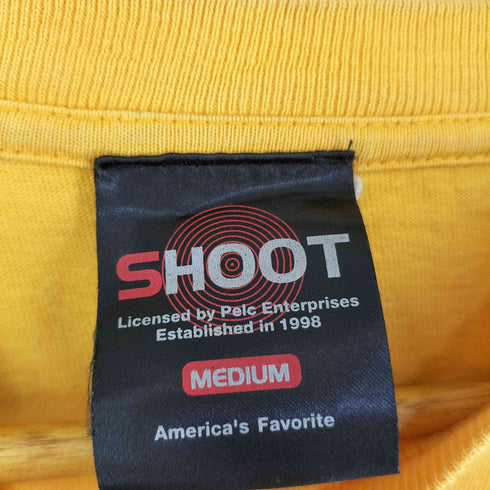 SHOOT
Licensed by Pelc Enterprises
Established in 1998
MEDIUM
America's Favorite